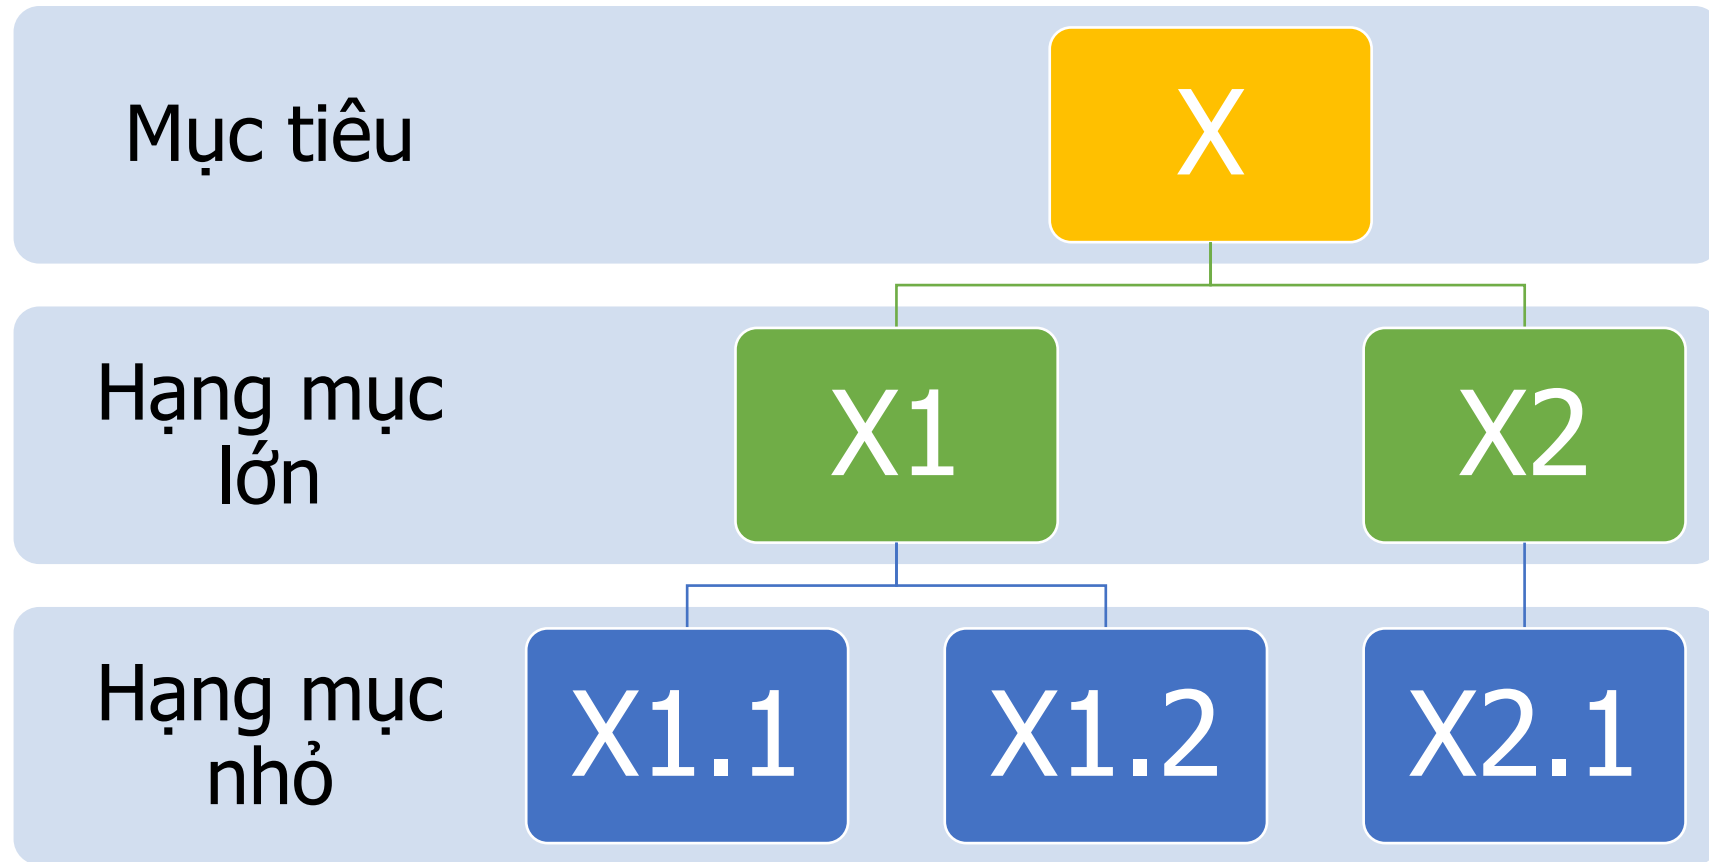 Mục tiêu
X
Hạng mục
lớn
X1
X2
Hạng mục
nhỏ
X1.1
X1.2
X2.1